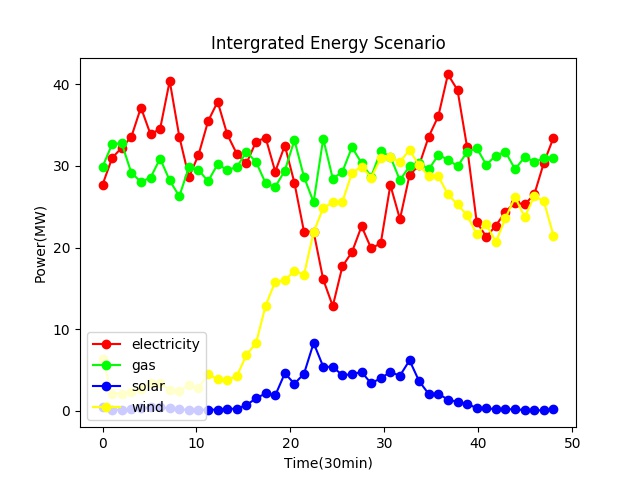 Intergrated Energy Scenario
Power(MW)
40
30
20
10
0
electricity
gas
solar
wind
0 10 20 30 40 50
Time(30min)